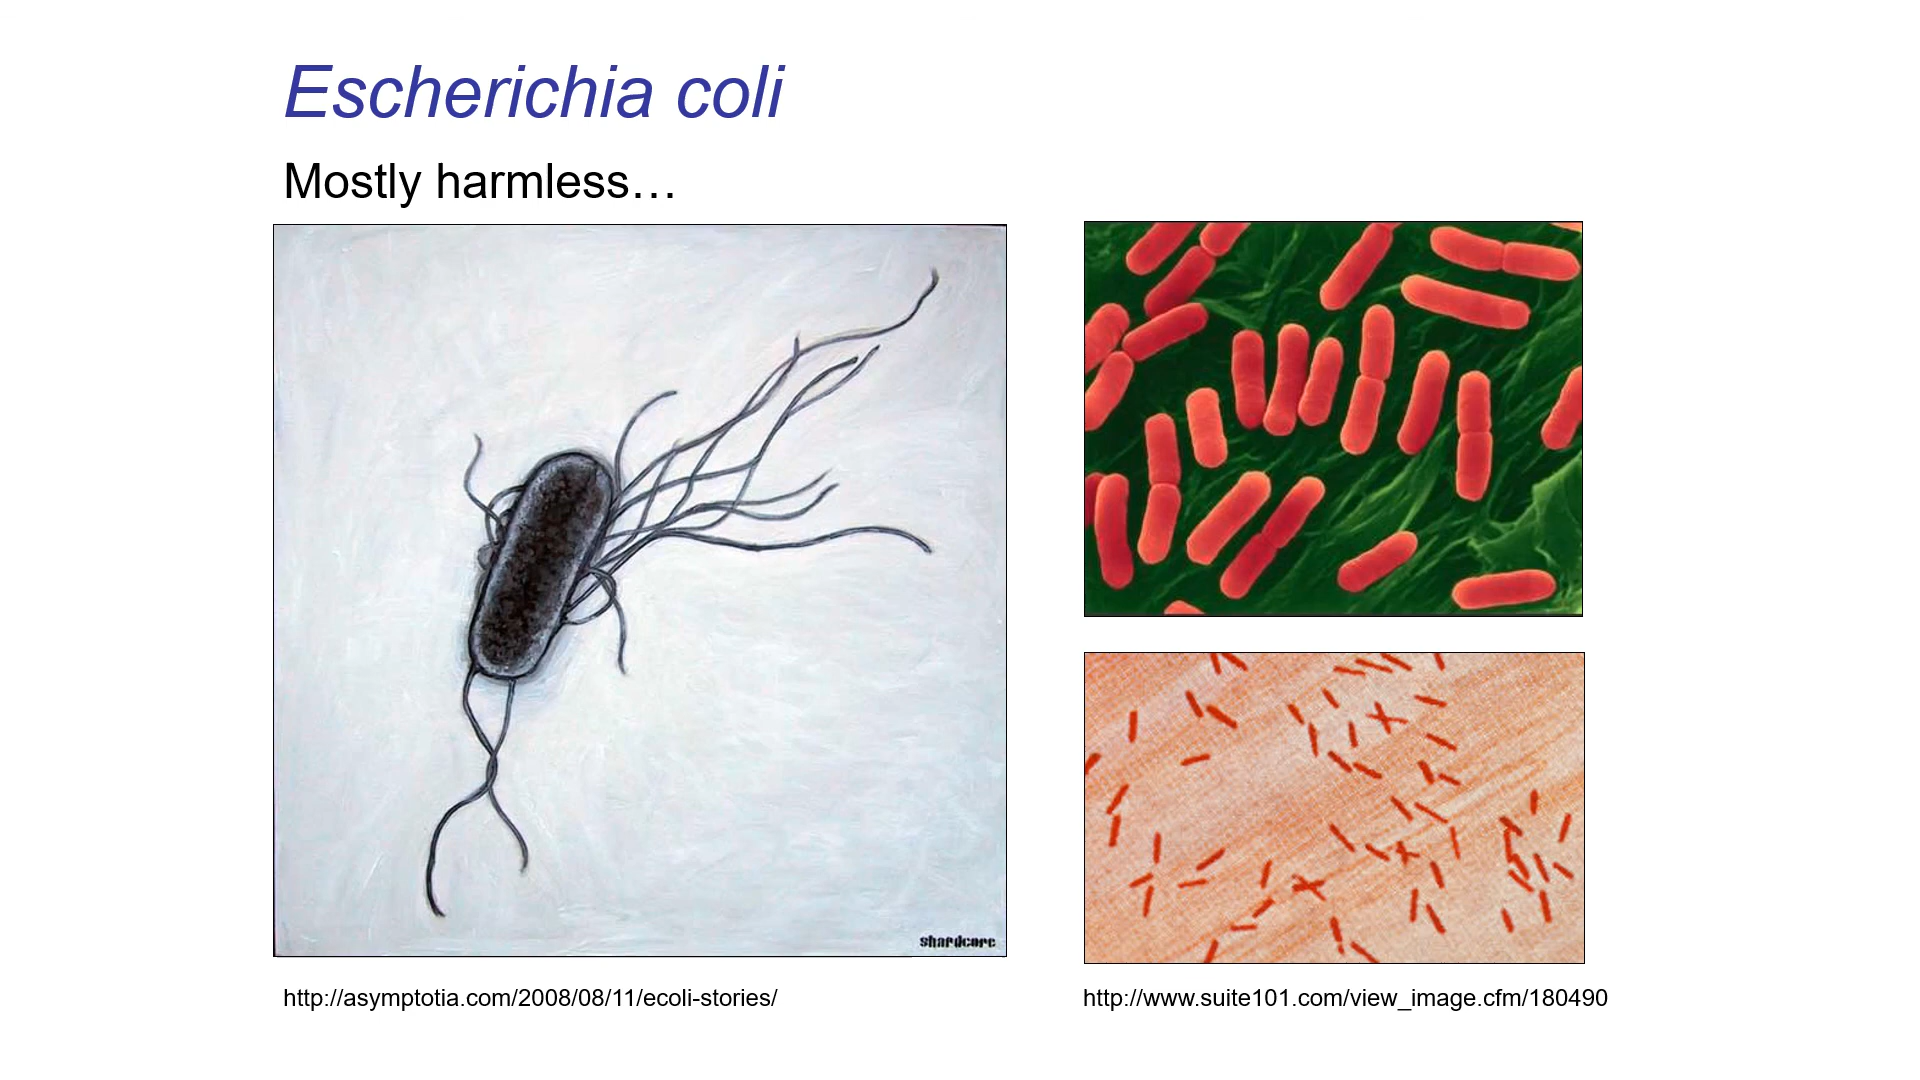 Escherichia coli
Mostly harmless…
shardcore
http://asymptotia.com/2008/08/11/ecoli-stories/
http://www.suite101.com/view_image.cfm/180490